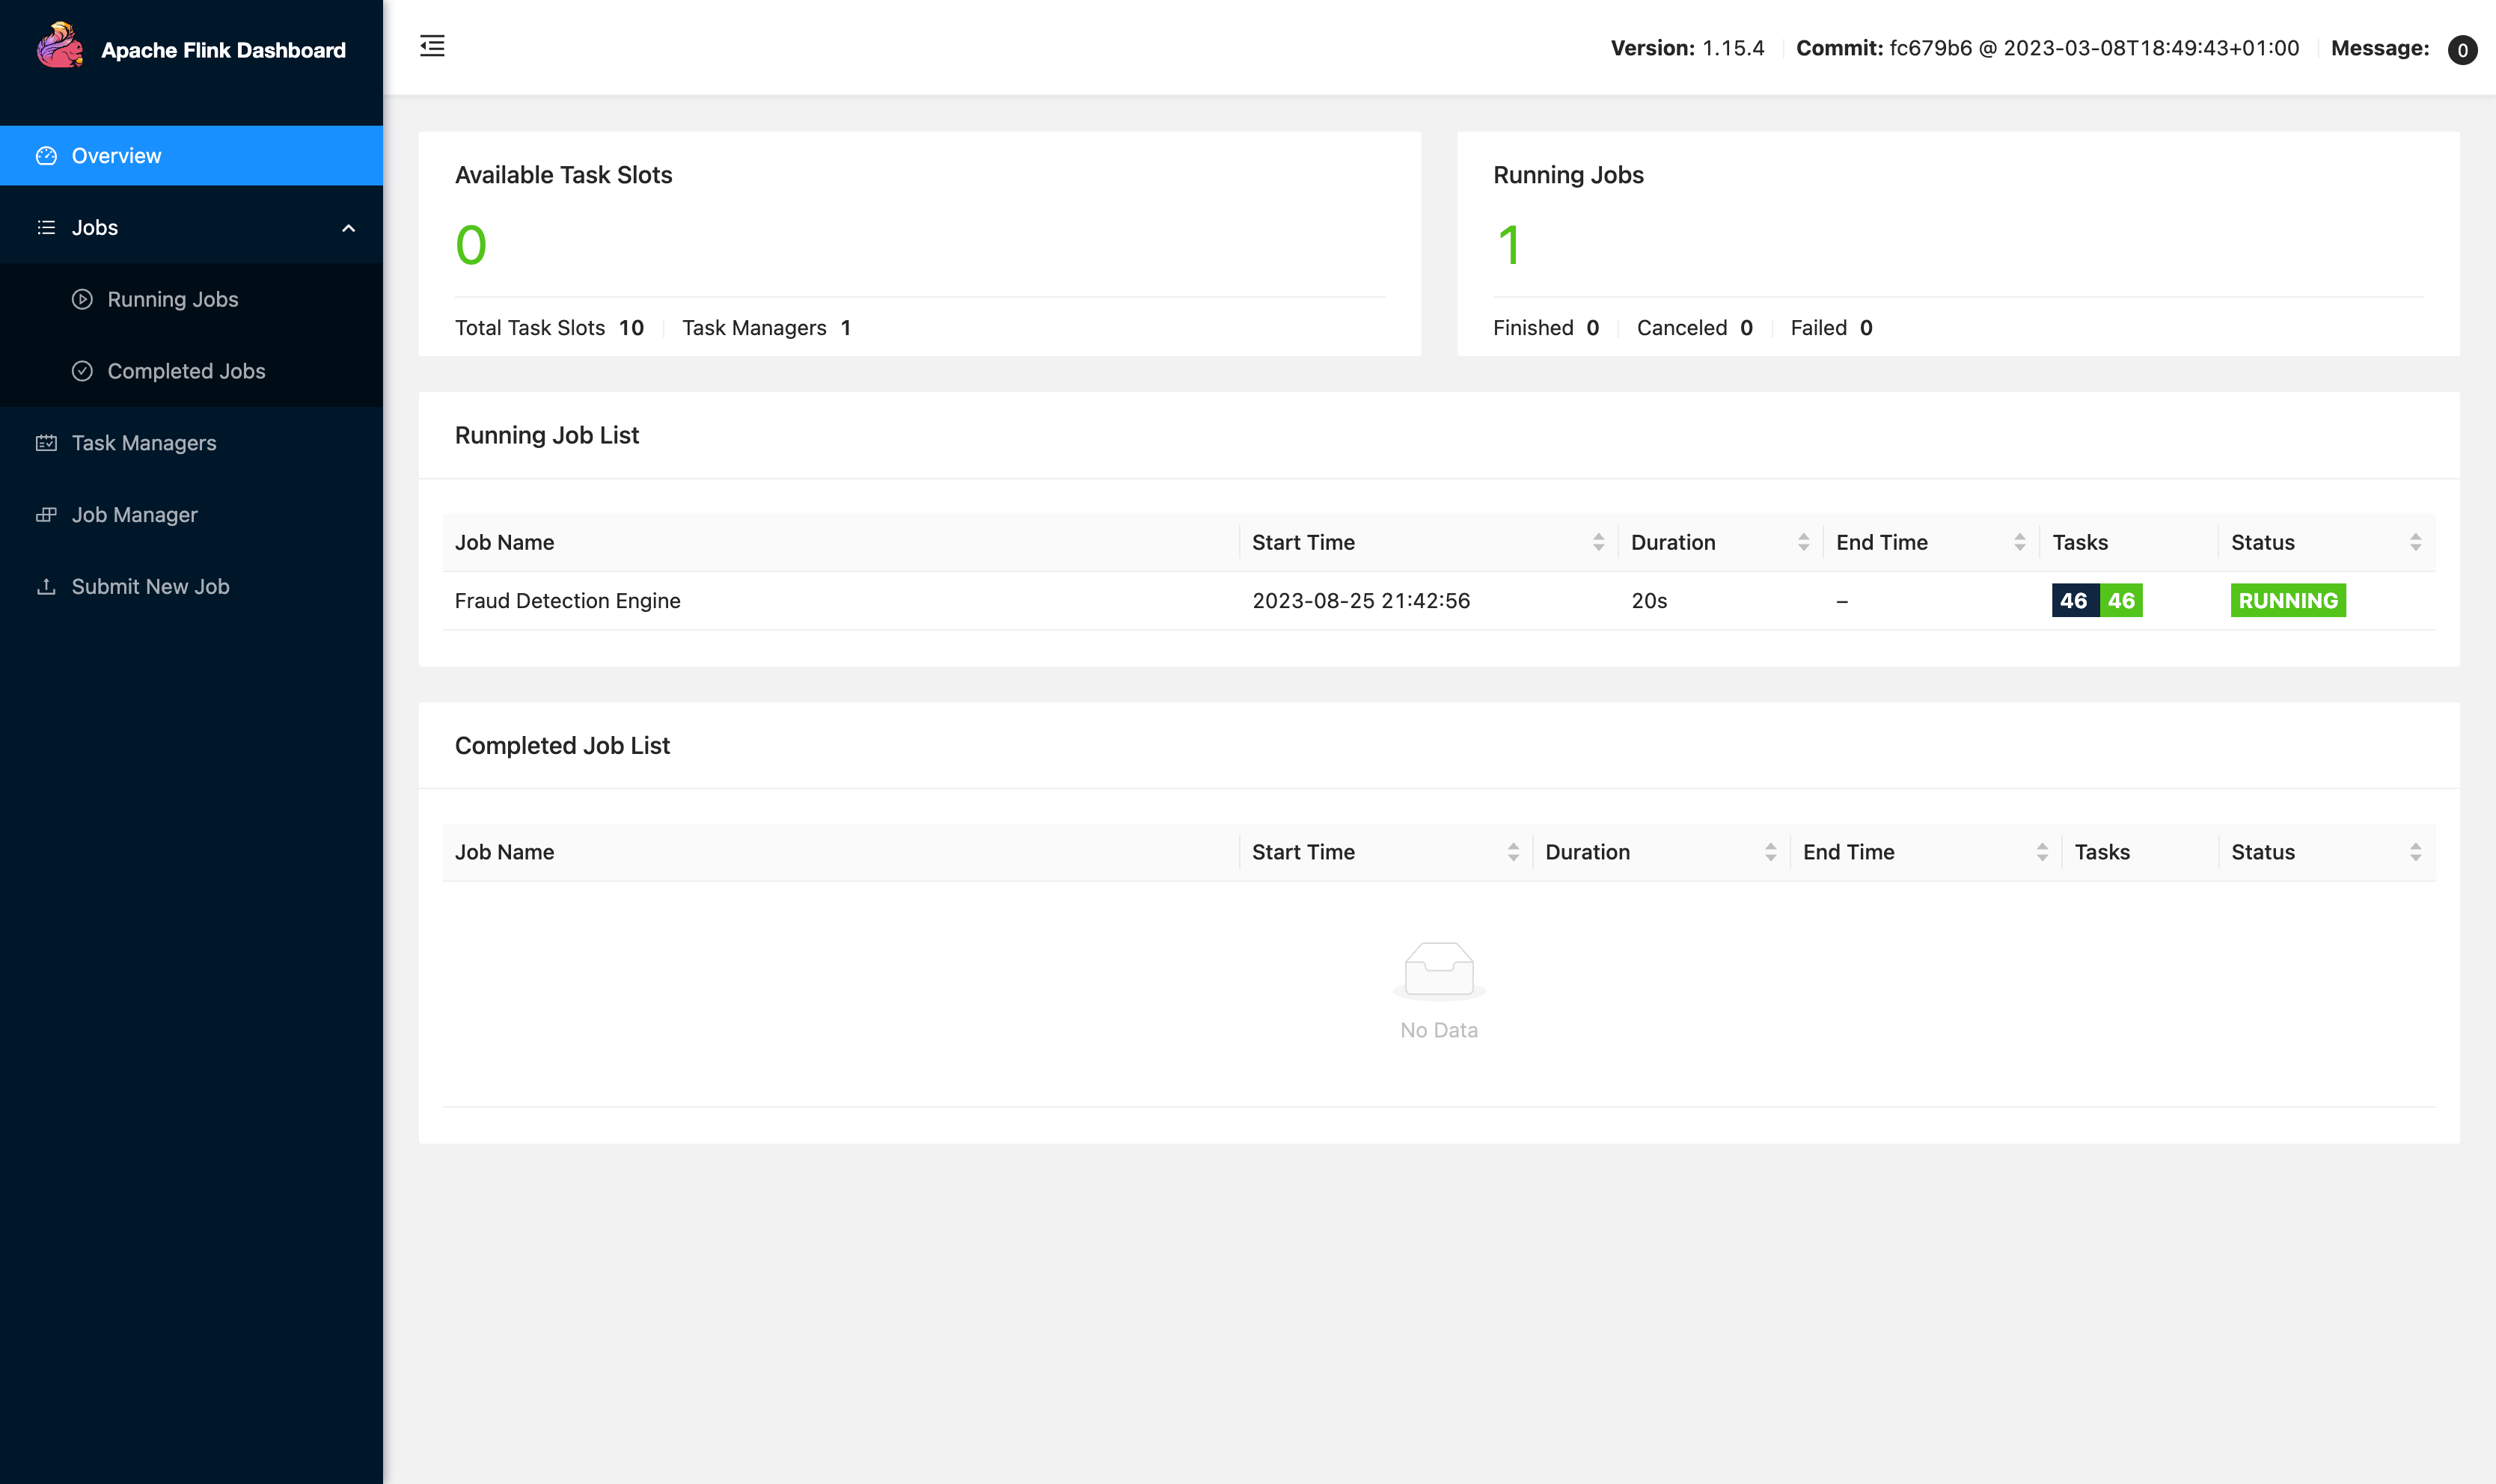 Apache Flink Dashboard
Version: 1.15.4 Commit: fc679b6 @ 2023-03-08T18:49:43+01:00 Message: 0
Overview
Jobs
Running Jobs
Completed Jobs
Task Managers
Job Manager
Submit New Job
Available Task Slots
0
Total Task Slots 10 Task Managers 1
Running Jobs
1
Finished 0 Canceled 0 Failed 0
Running Job List
Job Name Start Time Duration End Time Tasks Status
Fraud Detection Engine 2023-08-25 21:42:56 20s – 46 46 RUNNING
Completed Job List
Job Name Start Time Duration End Time Tasks Status
No Data